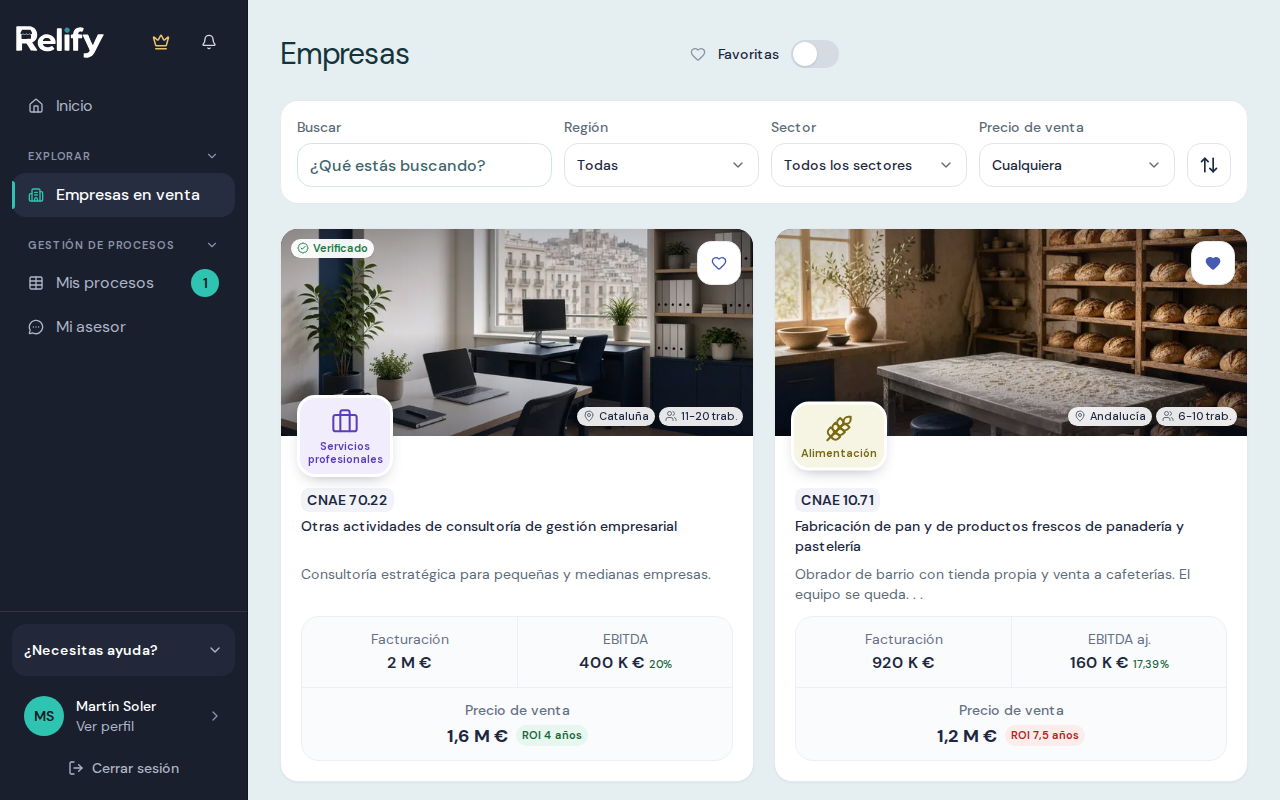 Relify
Inicio
EXPLORAR
Empresas en venta
GESTIÓN DE PROCESOS
Mis procesos
1
Mi asesor
¿Necesitas ayuda?
MS
Martín Soler
Ver perfil
Cerrar sesión
Empresas
Favoritas
Buscar
¿Qué estás buscando?
Región
Todas
Sector
Todos los sectores
Precio de venta
Cualquiera
Verificado
Cataluña
11-20 trab.
Servicios
profesionales
CNAE 70.22
Otras actividades de consultoría de gestión empresarial
Consultoría estratégica para pequeñas y medianas empresas.
Facturación
2 M €
EBITDA
400 K € 20%
Precio de venta
1,6 M € ROI 4 años
Andalucía
6-10 trab.
Alimentación
CNAE 10.71
Fabricación de pan y de productos frescos de panadería y
pastelería
Obrador de barrio con tienda propia y venta a cafeterías. El
equipo se queda. . .
Facturación
920 K €
EBITDA aj.
160 K € 17,39%
Precio de venta
1,2 M € ROI 7,5 años